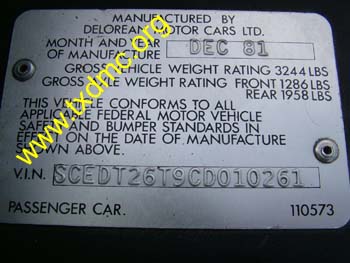 MANUFACTURED BY
DELOREAN MOTOR CARS LTD.
MONTH AND YEAR
OF MANUFACTURE DEC 81
GROSS VEHICLE WEIGHT RATING 3244 LBS
GROSS AXLE WEIGHT RATING FRONT 1286 LBS
REAR 1958 LBS
THIS VEHICLE CONFORMS TO ALL
APPLICABLE FEDERAL MOTOR VEHICLE
SAFETY AND BUMPER STANDARDS IN
EFFECT ON THE DATE OF MANUFACTURE
SHOWN ABOVE.
V.I.N. SCEDT26T9CD010261
PASSENGER CAR. 110573
www.txdmc.org